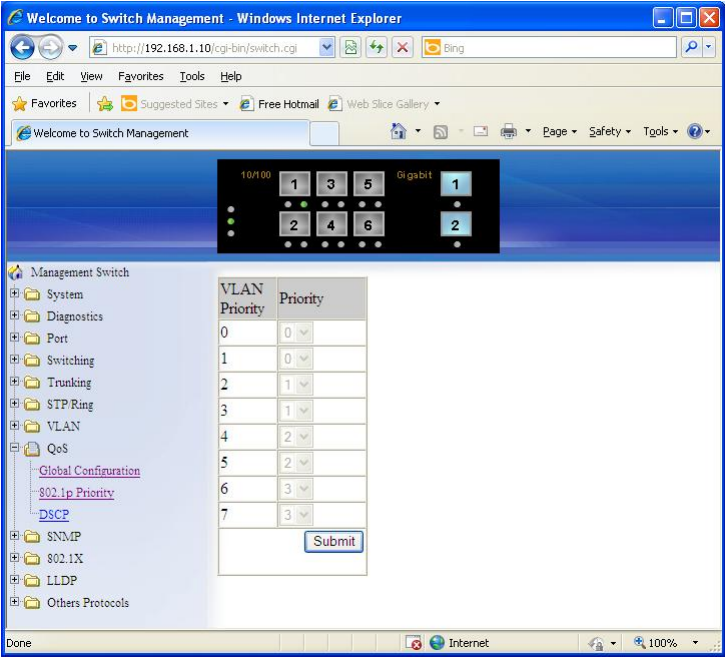 Welcome to Switch Management - Windows Internet Explorer
http://192.168.1.10/cgi-bin/switch.cgi
Bing
File Edit View Favorites Tools Help
Favorites Suggested Sites Free Hotmail Web Slice Gallery
Welcome to Switch Management Page Safety Tools
10/100 1 3 5 Gigabit 1
2 4 6 2
Management Switch
System
Diagnostics
Port
Switching
Trunking
STP/Ring
VLAN
QoS
Global Configuration
802.1p Priority
DSCP
SNMP
802.1X
LLDP
Others Protocols
VLAN Priority Priority
0 0
1 0
2 1
3 1
4 2
5 2
6 3
7 3
Submit
Done Internet 100%